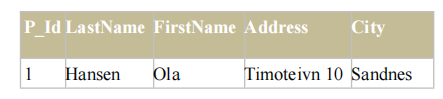 P_Id LastName FirstName Address City
1 Hansen Ola Timoteivn 10 Sandnes